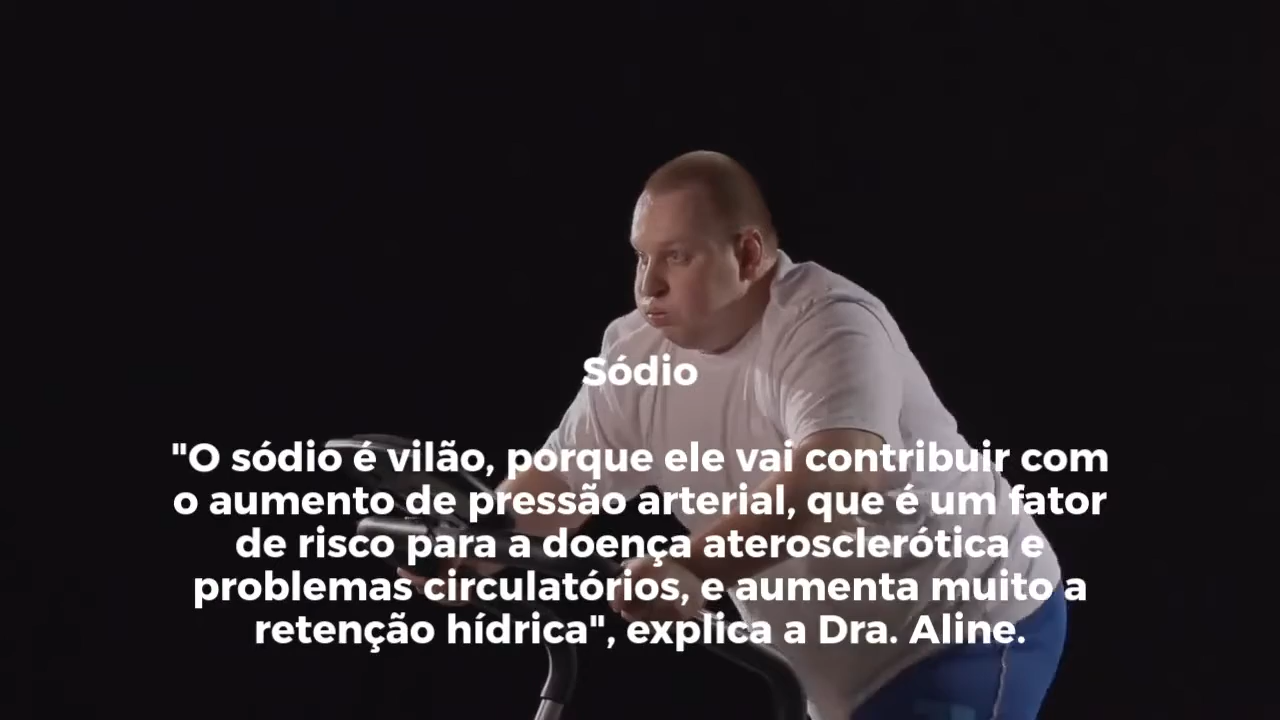 Sódio
"O sódio é vilão, porque ele vai contribuir com
o aumento de pressão arterial, que é um fator
de risco para a doença aterosclerótica e
problemas circulatórios, e aumenta muito a
retenção hídrica", explica a Dra. Aline.